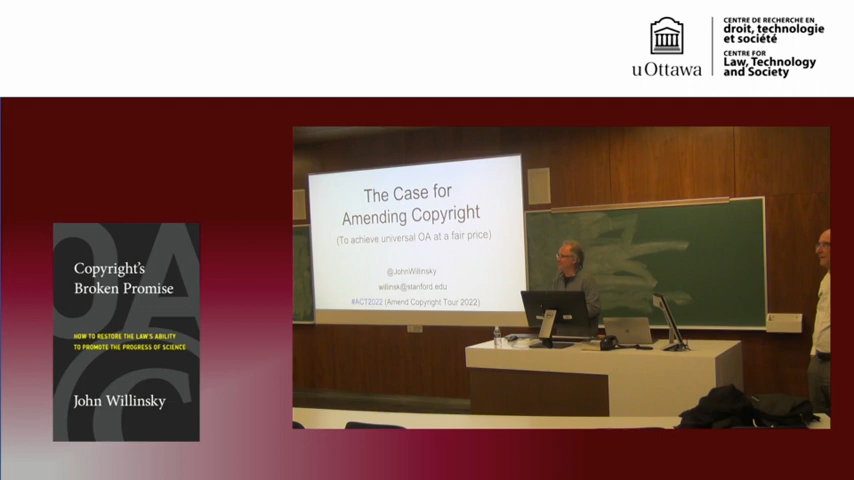 uOttawa
CENTRE DE RECHERCHE EN
droit, technologie
et société
CENTRE FOR
Law, Technology
and Society
The Case for
Amending Copyright
(To achieve universal OA at a fair price)
@JohnWillinsky
willinsk@stanford.edu
#ACT2022 (Amend Copyright Tour 2022)
OA
Copyright's
Broken Promise
HOW TO RESTORE THE LAW'S ABILITY
TO PROMOTE THE PROGRESS OF SCIENCE
C
John Willinsky